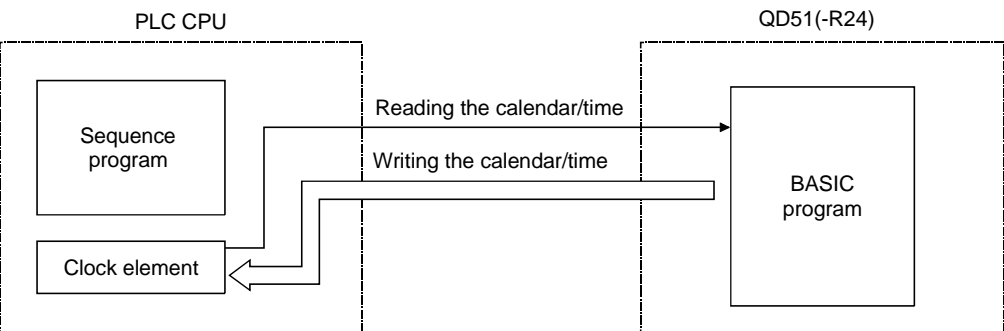 PLC CPU
QD51(-R24)
Sequence
program
Reading the calendar/time
Writing the calendar/time
BASIC
program
Clock element